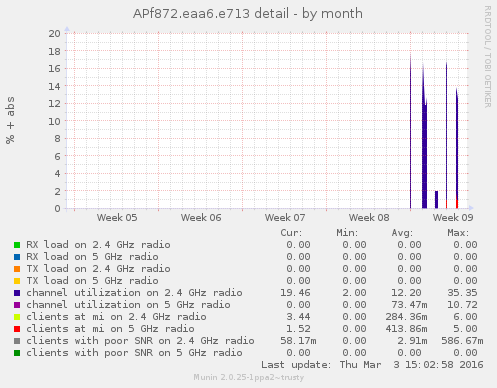 APf872.eaa6.e713 detail - by month
RRDTOOL / TOBI OETIKER
% + abs
20
18
16
14
12
10
8
6
4
2
0
Week 05 Week 06 Week 07 Week 08 Week 09
Cur: Min: Avg: Max:
RX load on 2.4 GHz radio 0.00 0.00 0.00 0.00
RX load on 5 GHz radio 0.00 0.00 0.00 0.00
TX load on 2.4 GHz radio 0.00 0.00 0.00 0.00
TX load on 5 GHz radio 0.00 0.00 0.00 0.00
channel utilization on 2.4 GHz radio 19.46 2.00 12.20 35.35
channel utilization on 5 GHz radio 0.00 0.00 73.47m 10.72
clients at mi on 2.4 GHz radio 3.44 0.00 284.36m 6.00
clients at mi on 5 GHz radio 1.52 0.00 413.86m 5.00
clients with poor SNR on 2.4 GHz radio 58.17m 0.00 2.91m 586.67m
clients with poor SNR on 5 GHz radio 0.00 0.00 0.00 0.00
Last update: Thu Mar 3 15:02:58 2016
Munin 2.0.25-1ppa2~trusty